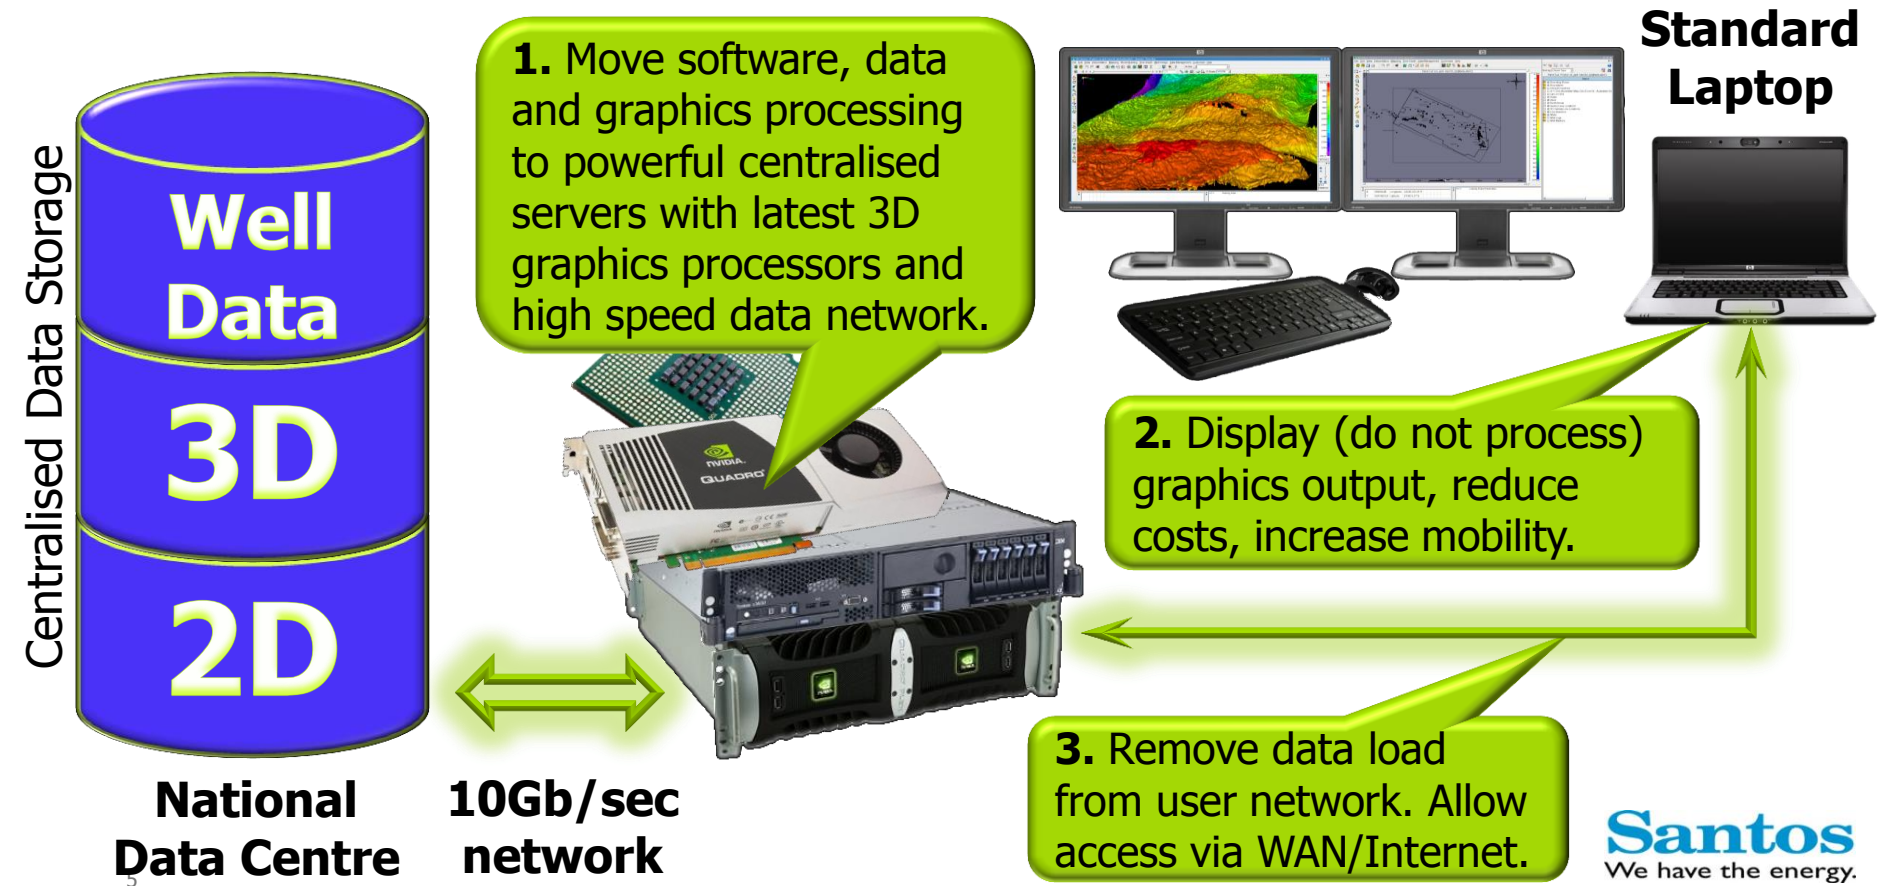 Centralised Data Storage
Well
Data
3D
2D
National
Data Centre
5
10Gb/sec
network
1. Move software, data
and graphics processing
to powerful centralised
servers with latest 3D
graphics processors and
high speed data network.
NVIDIA.
QUADRO
Standard
Laptop
2. Display (do not process)
graphics output, reduce
costs, increase mobility.
3. Remove data load
from user network. Allow
access via WAN/Internet.
Santos
We have the energy.